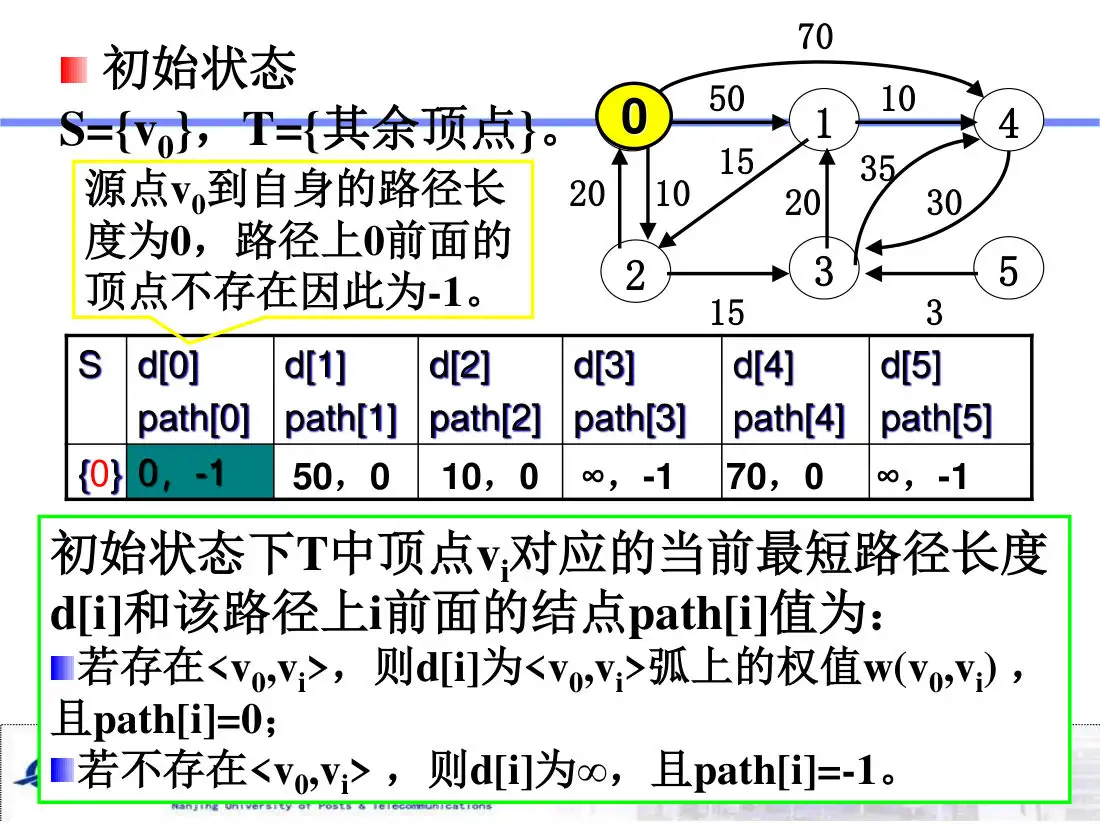 初始状态
S={v0}，T={其余顶点}。
源点v0到自身的路径长
度为0，路径上0前面的
顶点不存在因此为-1。
70
0
50
1
10
4
15
35
20
10
20
30
2
3
5
15
3
S d[0] d[1] d[2] d[3] d[4] d[5]
path[0] path[1] path[2] path[3] path[4] path[5]
{0} 0，-1 50，0 10，0 ∞，-1 70，0 ∞，-1
初始状态下T中顶点vi对应的当前最短路径长度
d[i]和该路径上i前面的结点path[i]值为：
若存在<v0,vi>，则d[i]为<v0,vi>弧上的权值w(v0,vi)，
且path[i]=0；
若不存在<v0,vi>，则d[i]为∞，且path[i]=-1。
Nanjing University of Posts & Telecommunications